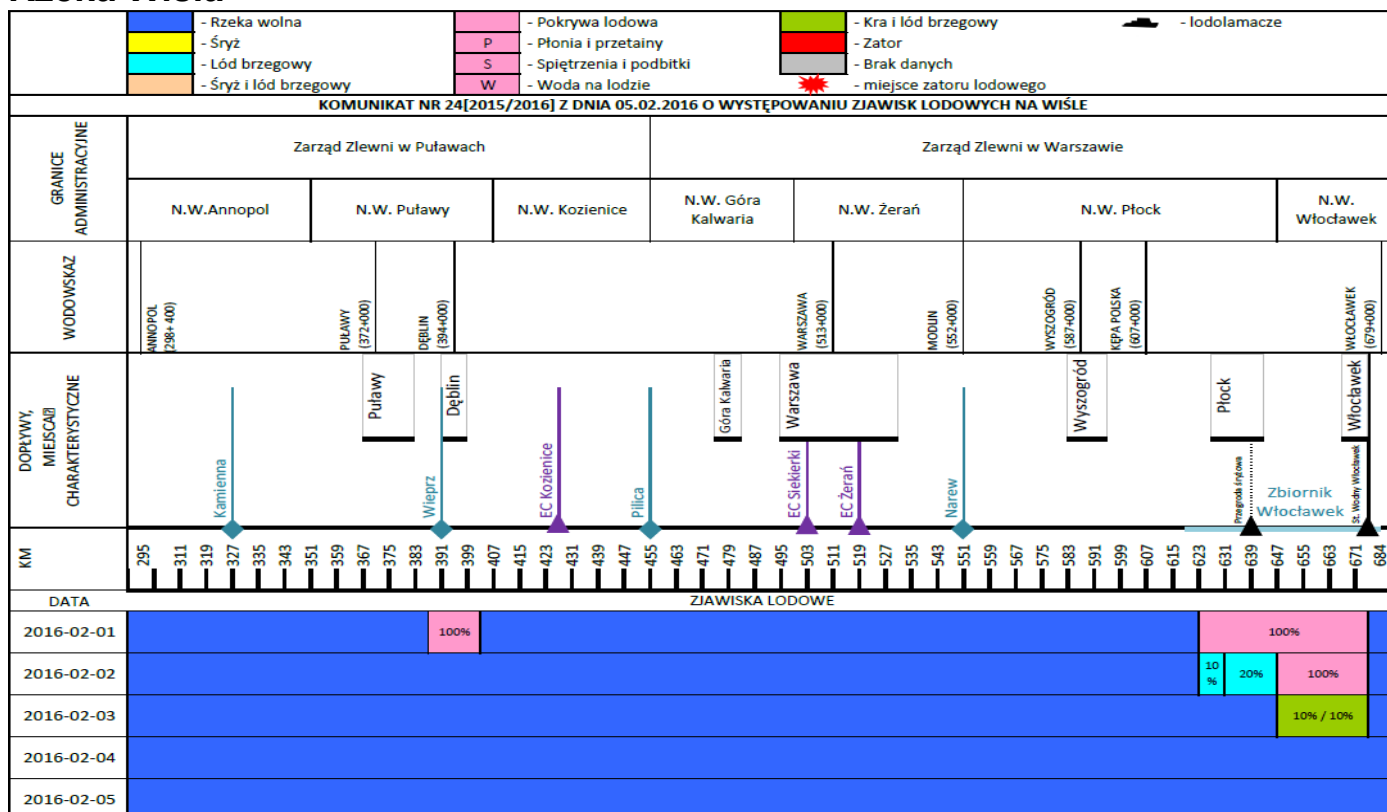 - Rzeka wolna
- Pokrywa lodowa
- Kra i lód brzegowy
- lodolamacze
- Śryż
P - Płonia i przetainy
- Zator
- Lód brzegowy
S - Spiętrzenia i podbitki
- Brak danych
- Śryż i lód brzegowy
W - Woda na lodzie
- miejsce zatoru lodowego
KOMUNIKAT NR 24[2015/2016] Z DNIA 05.02.2016 O WYSTĘPOWANIU ZJAWISK LODOWYCH NA WIŚLE
GRANICE
ADMINISTRACYJNE
Zarząd Zlewni w Puławach
Zarząd Zlewni w Warszawie
N.W.Annopol
N.W. Puławy
N.W. Kozienice
N.W. Góra
Kalwaria
N.W. Żerań
N.W. Płock
N.W.
Włocławek
WODOWSKAZ
ANNOPOL
(298+ 400)
PUŁAWY
(372+000)
DĘBLIN
(394+000)
WARSZAWA
(513+000)
MODLIN
(552+000)
WYSZOGRÓD
(587+000)
KĘPA POLSKA
(607+000)
WŁOCŁAWEK
(679+000)
DOPŁYWY,
MIEJSCA
CHARAKTERYSTYCZNE
Kamienna
Puławy
Wieprz
Dęblin
EC Kozienice
Pilica
Góra Kalwaria
Warszawa
EC Siekierki
EC Żerań
Narew
Wyszogród
Płock
Przegroda śryżowa
Zbiornik
Włocławek
Włocławek
St. Wodny Włocławek
KM
295 311 319 327 335 343 351 359 367 375 383 391 399 407 415 423 431 439 447 455 463 471 479 487 495 503 511 519 527 535 543 551 559 567 575 583 591 599 607 615 623 631 639 647 655 663 671 684
DATA
ZJAWISKA LODOWE
2016-02-01
100%
100%
2016-02-02
10
%
20%
100%
2016-02-03
10% / 10%
2016-02-04
2016-02-05